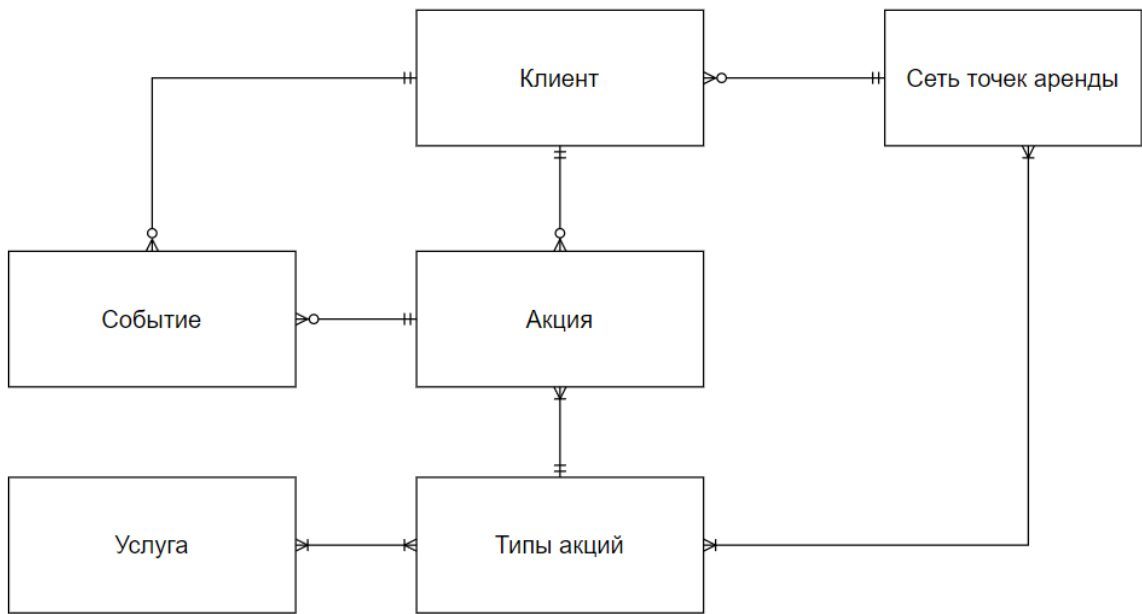 Клиент
Сеть точек аренды
Событие
Акция
Услуга
Типы акций